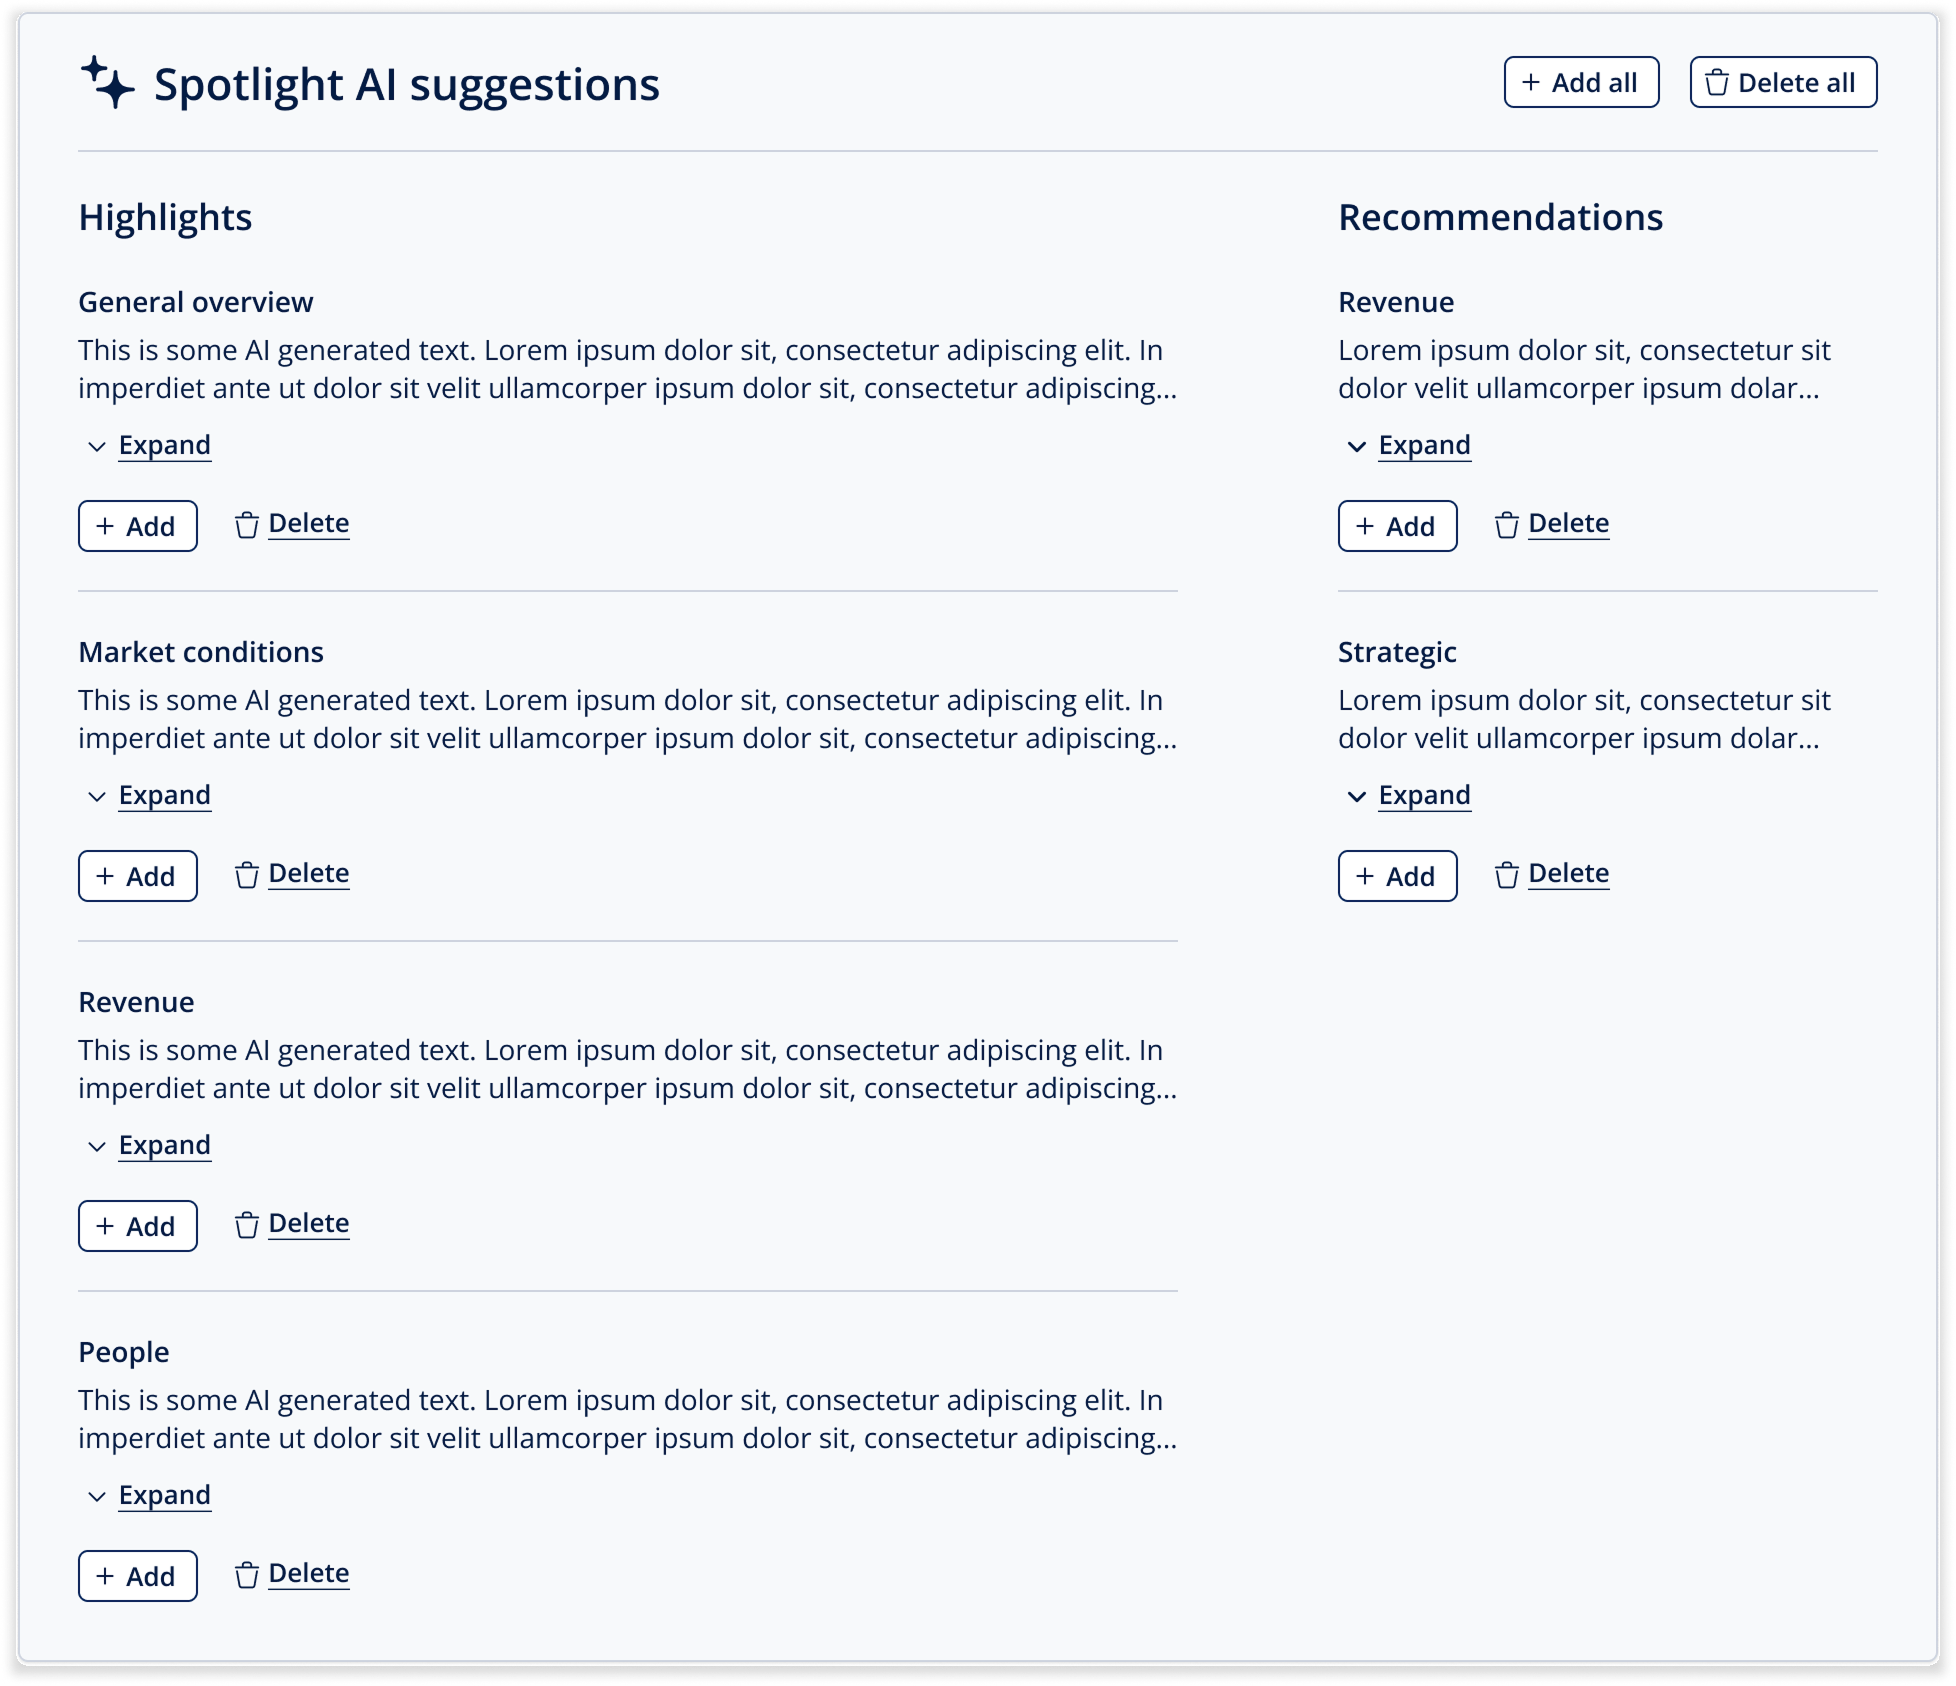 Spotlight AI suggestions
+ Add all
Delete all
Highlights
General overview
This is some AI generated text. Lorem ipsum dolor sit, consectetur adipiscing elit. In
imperdiet ante ut dolor sit velit ullamcorper ipsum dolor sit, consectetur adipiscing...
Expand
+ Add
Delete
Market conditions
This is some AI generated text. Lorem ipsum dolor sit, consectetur adipiscing elit. In
imperdiet ante ut dolor sit velit ullamcorper ipsum dolor sit, consectetur adipiscing...
Expand
+ Add
Delete
Revenue
This is some AI generated text. Lorem ipsum dolor sit, consectetur adipiscing elit. In
imperdiet ante ut dolor sit velit ullamcorper ipsum dolor sit, consectetur adipiscing...
Expand
+ Add
Delete
People
This is some AI generated text. Lorem ipsum dolor sit, consectetur adipiscing elit. In
imperdiet ante ut dolor sit velit ullamcorper ipsum dolor sit, consectetur adipiscing...
Expand
+ Add
Delete
Recommendations
Revenue
Lorem ipsum dolor sit, consectetur sit
dolor velit ullamcorper ipsum dolar...
Expand
+ Add
Delete
Strategic
Lorem ipsum dolor sit, consectetur sit
dolor velit ullamcorper ipsum dolar...
Expand
+ Add
Delete